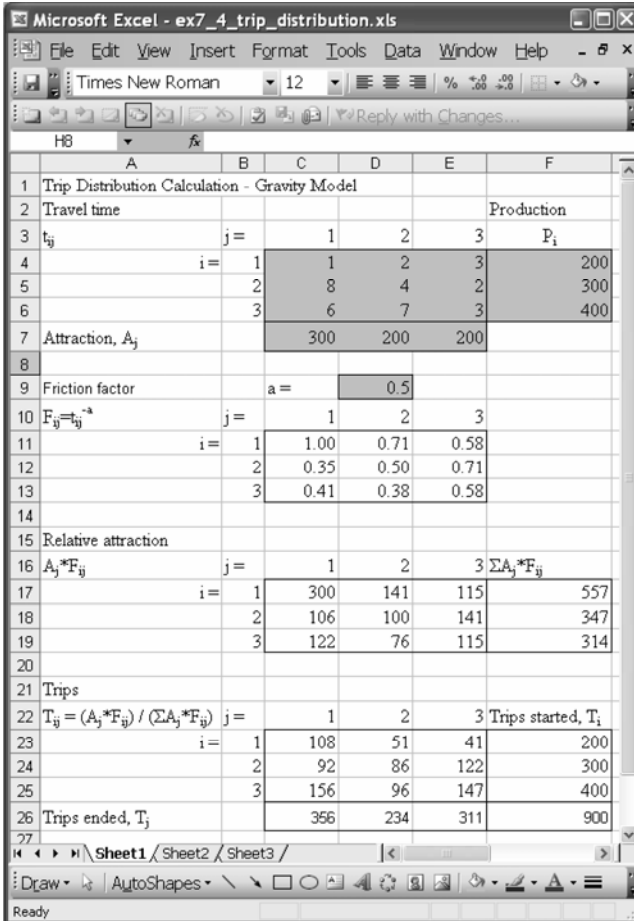 Microsoft Excel - ex7_4_trip_distribution.xls
File Edit View Insert Format Tools Data Window Help
Times New Roman 12
Reply with Changes...
H8 fx
A B C D E F
1 Trip Distribution Calculation - Gravity Model
2 Travel time Production
3 tij j = 1 2 3 Pi
4 i = 1 1 2 3 200
5 2 8 4 2 300
6 3 6 7 3 400
7 Attraction, Aj 300 200 200
8
9 Friction factor a = 0.5
10 Fij=tij^-a j = 1 2 3
11 i = 1 1.00 0.71 0.58
12 2 0.35 0.50 0.71
13 3 0.41 0.38 0.58
14
15 Relative attraction
16 Aj*Fij j = 1 2 3 ΣAj*Fij
17 i = 1 300 141 115 557
18 2 106 100 141 347
19 3 122 76 115 314
20
21 Trips
22 Tij = (Aj*Fij) / (ΣAj*Fij) j = 1 2 3 Trips started, Ti
23 i = 1 108 51 41 200
24 2 92 86 122 300
25 3 156 96 147 400
26 Trips ended, Tj 356 234 311 900
27
Sheet1 Sheet2 Sheet3
Draw AutoShapes
Ready